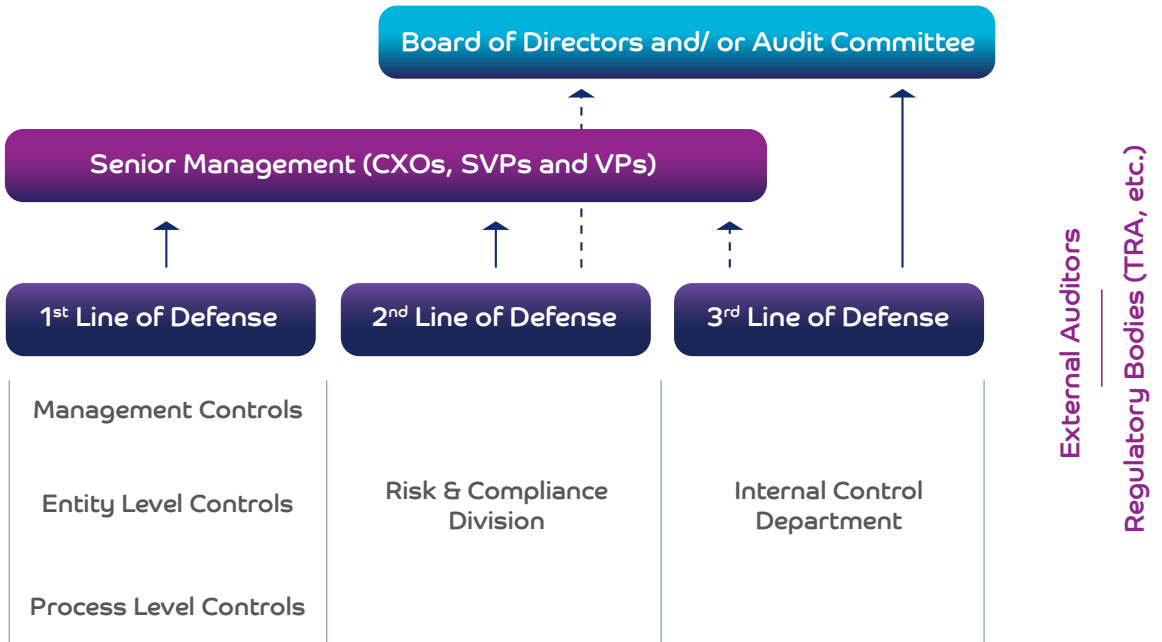 Board of Directors and/ or Audit Committee
Senior Management (CXOs, SVPs and VPs)
1st Line of Defense
2nd Line of Defense
3rd Line of Defense
Management Controls
Entity Level Controls
Process Level Controls
Risk & Compliance
Division
Internal Control
Department
External Auditors
Regulatory Bodies (TRA, etc.)